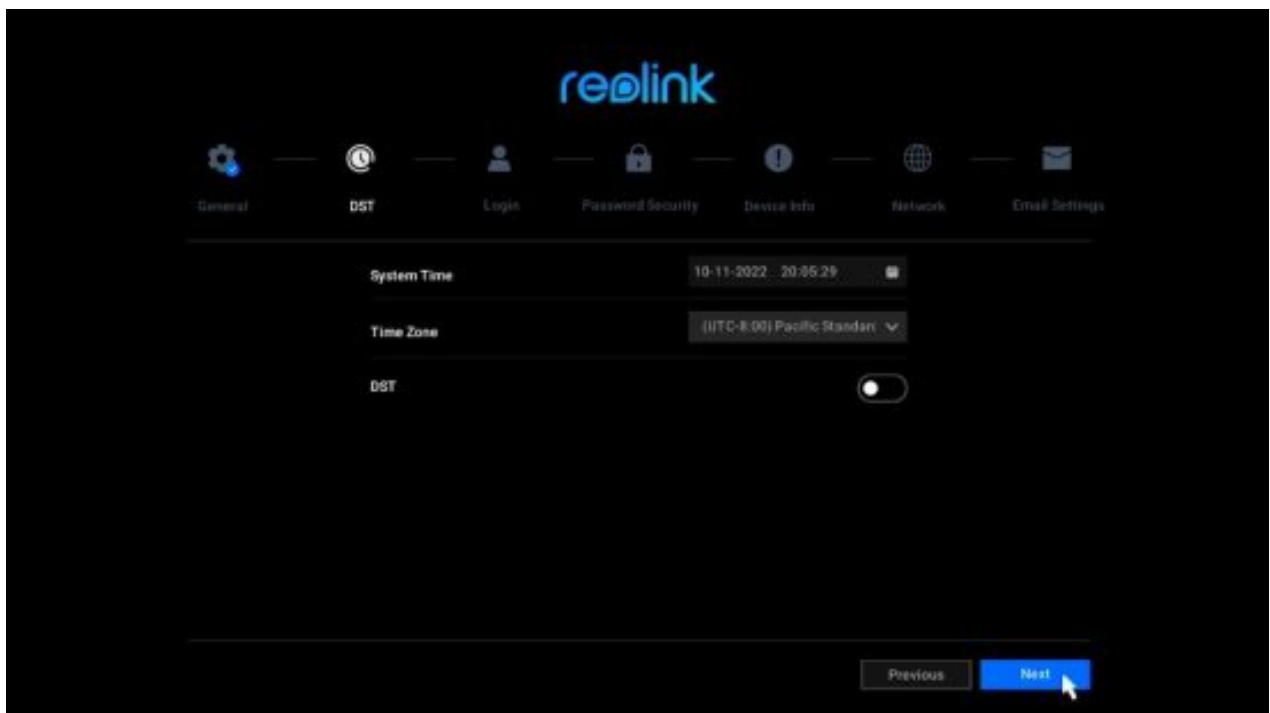 reolink
General DST Login Password Security Device Info Network Email Settings
System Time 10-11-2022 20:05:29
Time Zone (UTC-8:00) Pacific Standard
DST
Previous Next